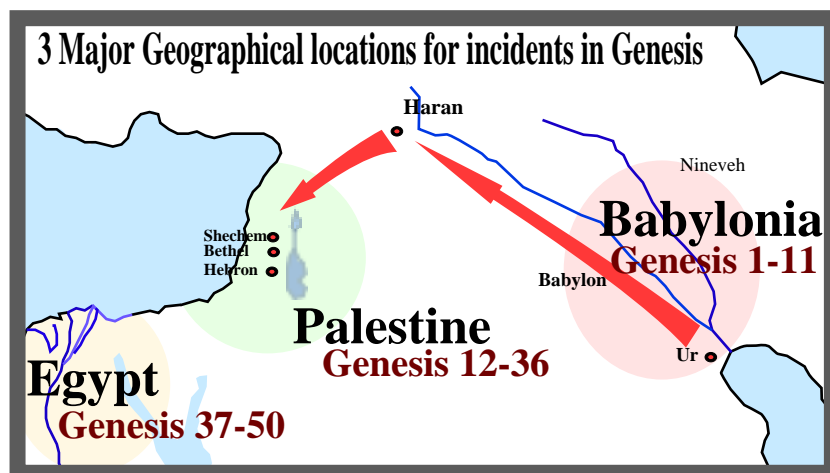 3 Major Geographical locations for incidents in Genesis
Haran
Nineveh
Babylonia
Genesis 1-11
Shechem
Bethel
Hebron
Babylon
Palestine
Genesis 12-36
Ur
Egypt
Genesis 37-50